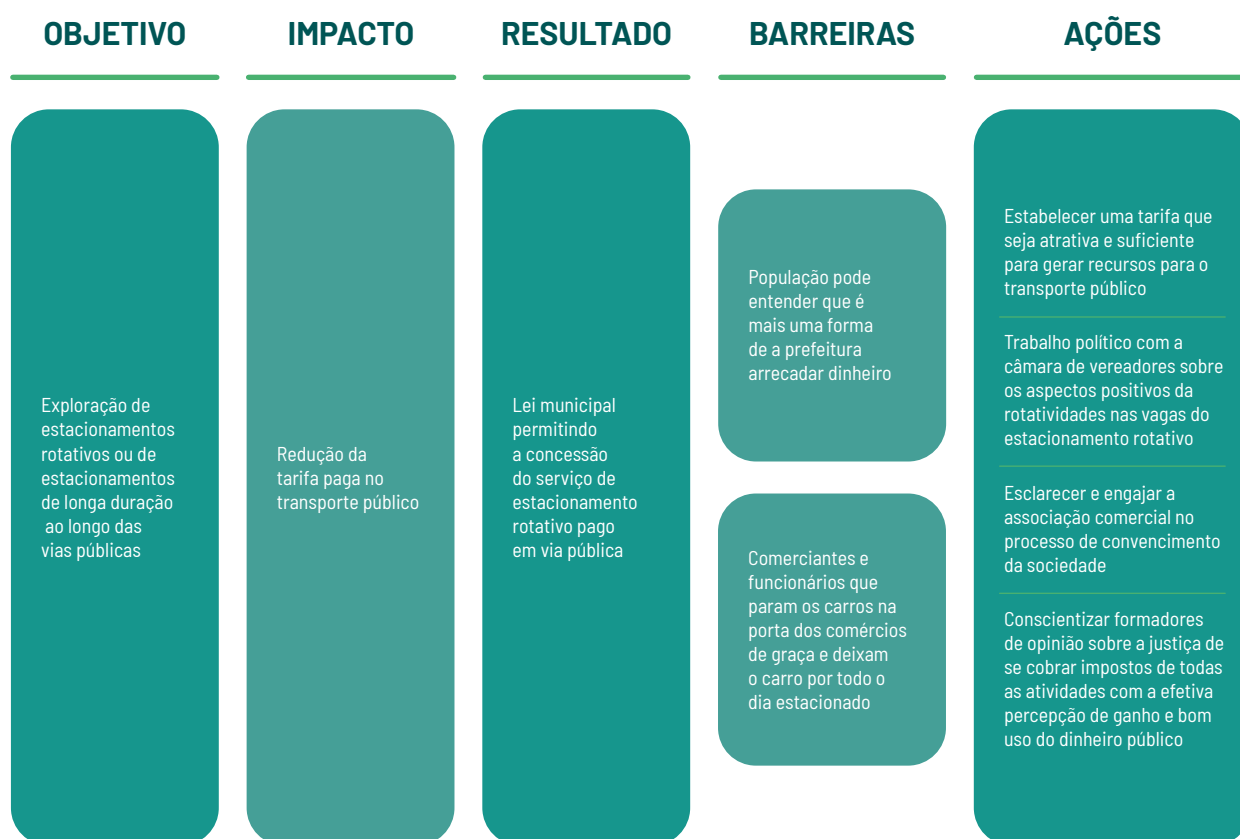 OBJETIVO
IMPACTO
RESULTADO
BARREIRAS
AÇÕES
Exploração de
estacionamentos
rotativos ou de
estacionamentos
de longa duração
ao longo das
vias públicas
Redução da
tarifa paga no
transporte público
Lei municipal
permitindo
a concessão
do serviço de
estacionamento
rotativo pago
em via pública
População pode
entender que é
mais uma forma
de a prefeitura
arrecadar dinheiro
Comerciantes e
funcionários que
param os carros na
porta dos comércios
de graça e deixam
o carro por todo o
dia estacionado
Estabelecer uma tarifa que
seja atrativa e suficiente
para gerar recursos para o
transporte público
Trabalho político com a
câmara de vereadores sobre
os aspectos positivos da
rotatividades nas vagas do
estacionamento rotativo
Esclarecer e engajar a
associação comercial no
processo de convencimento
da sociedade
Conscientizar formadores
de opinião sobre a justiça de
se cobrar impostos de todas
as atividades com a efetiva
percepção de ganho e bom
uso do dinheiro público